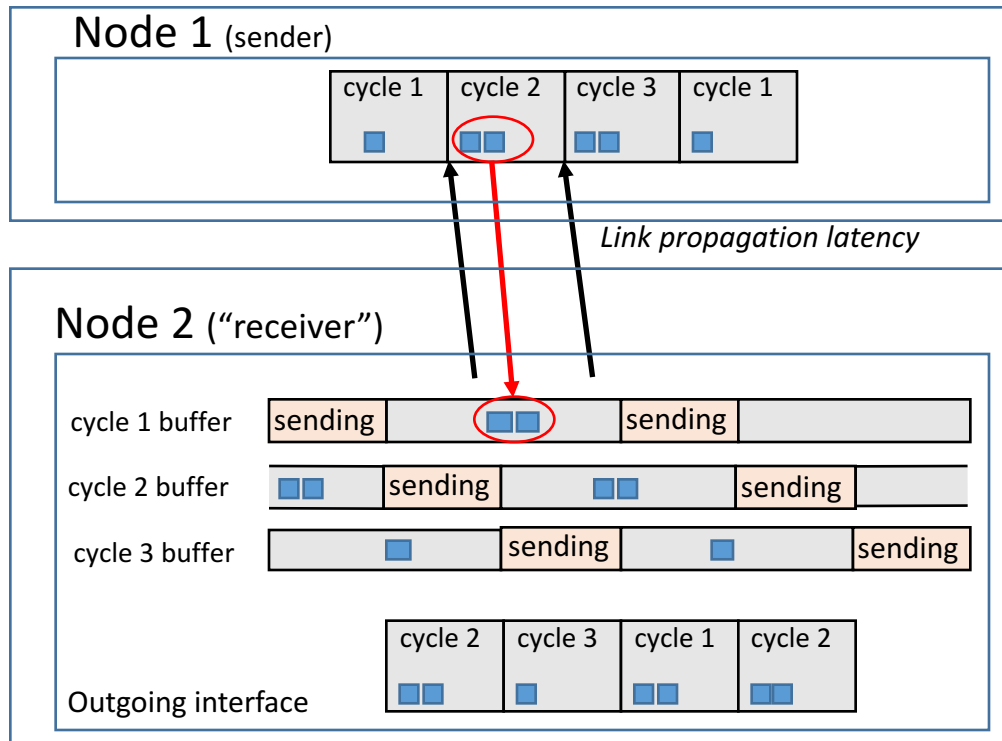 Node 1 (sender)
cycle 1 cycle 2 cycle 3 cycle 1
Link propagation latency
Node 2 (“receiver”)
cycle 1 buffer sending sending
cycle 2 buffer sending sending
cycle 3 buffer sending sending
cycle 2 cycle 3 cycle 1 cycle 2
Outgoing interface